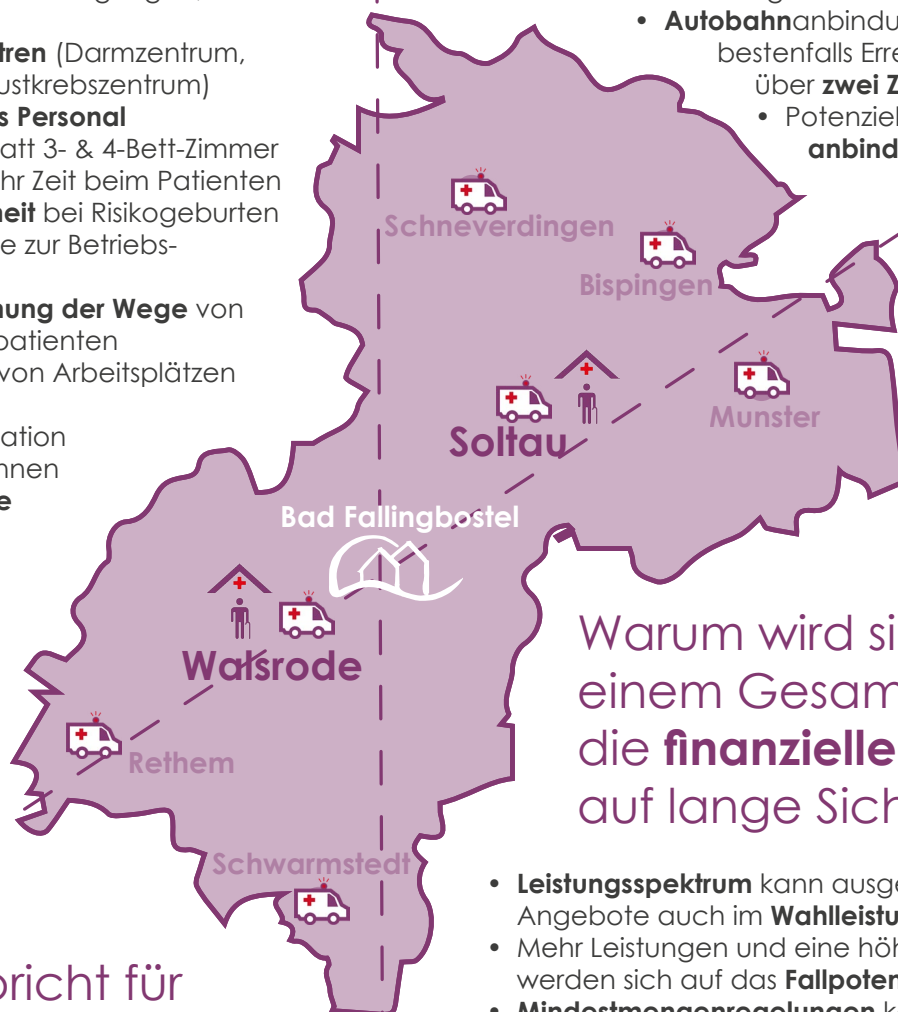 tren (Darmzentrum,
ustkrebszentrum)
s Personal
att 3- & 4-Bett-Zimmer
hr Zeit beim Patienten
heit bei Risikogeburten
e zur Betriebs-
nung der Wege von
patienten
von Arbeitsplätzen
ation
nnen
e
• Autobahnanbindu
bestenfalls Erre
über zwei Z
• Potenziel
anbind
Schneverdingen
Bispingen
Munster
Soltau
Bad Fallingbostel
Walsrode
Rethem
Schwarmstedt
Warum wird si
einem Gesam
die finanzielle
auf lange Sich
• Leistungsspektrum kann ausge
Angebote auch im Wahlleistu
• Mehr Leistungen und eine höh
werden sich auf das Fallpoten
• Mindestmengenregelungen k
pricht für